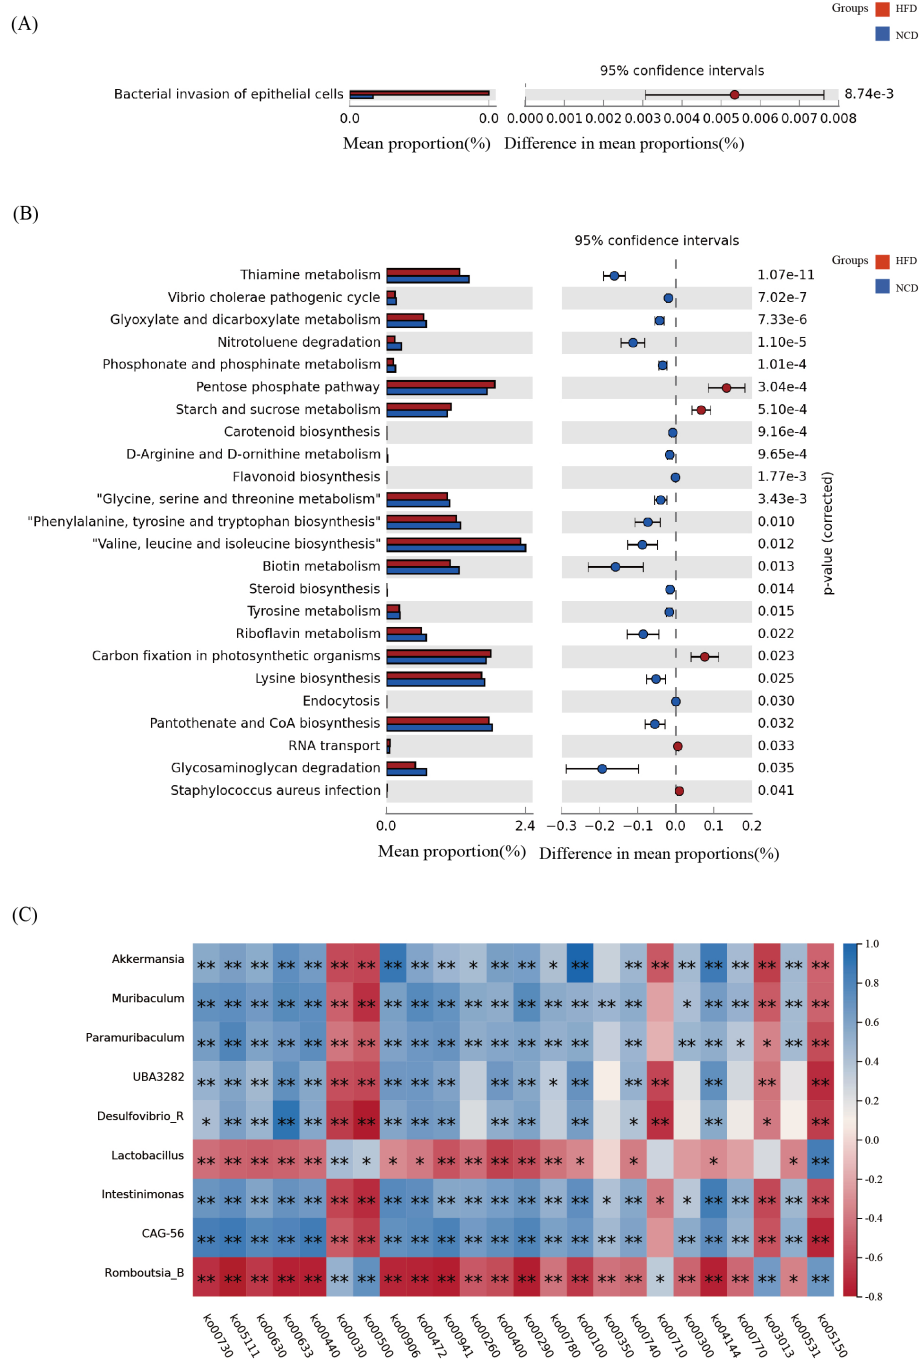 (A)
Groups HFD
NCD
95% confidence intervals
Bacterial invasion of epithelial cells 8.74e-3
0.0 0.0 0.000 0.001 0.002 0.003 0.004 0.005 0.006 0.007 0.008
Mean proportion(%) Difference in mean proportions(%)
(B)
95% confidence intervals
Groups HFD
NCD
Thiamine metabolism 1.07e-11
Vibrio cholerae pathogenic cycle 7.02e-7
Glyoxylate and dicarboxylate metabolism 7.33e-6
Nitrotoluene degradation 1.10e-5
Phosphonate and phosphinate metabolism 1.01e-4
Pentose phosphate pathway 3.04e-4
Starch and sucrose metabolism 5.10e-4
Carotenoid biosynthesis 9.16e-4
D-Arginine and D-ornithine metabolism 9.65e-4
Flavonoid biosynthesis 1.77e-3
"Glycine, serine and threonine metabolism" 3.43e-3
"Phenylalanine, tyrosine and tryptophan biosynthesis" 0.010
"Valine, leucine and isoleucine biosynthesis" 0.012
Biotin metabolism 0.013
Steroid biosynthesis 0.014
Tyrosine metabolism 0.015
Riboflavin metabolism 0.022
Carbon fixation in photosynthetic organisms 0.023
Lysine biosynthesis 0.025
Endocytosis 0.030
Pantothenate and CoA biosynthesis 0.032
RNA transport 0.033
Glycosaminoglycan degradation 0.035
Staphylococcus aureus infection 0.041
p-value (corrected)
0.0 2.4 −0.3 −0.2 −0.1 0.0 0.1 0.2
Mean proportion(%) Difference in mean proportions(%)
(C)
Akkermansia ** ** ** ** ** ** ** ** ** ** * ** ** * ** ** ** ** ** ** ** ** **
Muribaculum ** ** ** ** ** ** ** ** ** ** ** ** ** ** ** ** ** * ** ** ** ** **
Paramuribaculum ** ** ** ** ** ** ** ** ** ** ** ** ** ** ** ** ** ** * * ** **
UBA3282 ** ** ** ** ** ** ** ** ** ** ** ** * ** ** ** ** ** **
Desulfovibrio_R * ** ** ** ** ** ** ** ** ** ** ** ** * ** ** * **
Lactobacillus ** ** ** ** ** ** * * * ** ** ** ** ** * * * * **
Intestinimonas ** ** ** ** ** ** ** ** ** ** ** ** ** ** ** * ** * * ** ** ** ** **
CAG-56 ** ** ** ** ** ** ** ** ** ** ** ** ** ** ** ** ** ** ** ** ** ** **
Romboutsia_B ** ** ** ** ** ** ** ** ** ** ** ** ** ** ** ** ** * ** ** ** ** * **
1.0
0.8
0.6
0.4
0.2
0.0
-0.2
-0.4
-0.6
-0.8
ko00730 ko05111 ko00630 ko00633 ko00440 ko00030 ko00500 ko00906 ko00472 ko00941 ko00260 ko00400 ko00290 ko00780 ko00100 ko00350 ko00740 ko00710 ko00300 ko04144 ko00770 ko03013 ko00531 ko05150